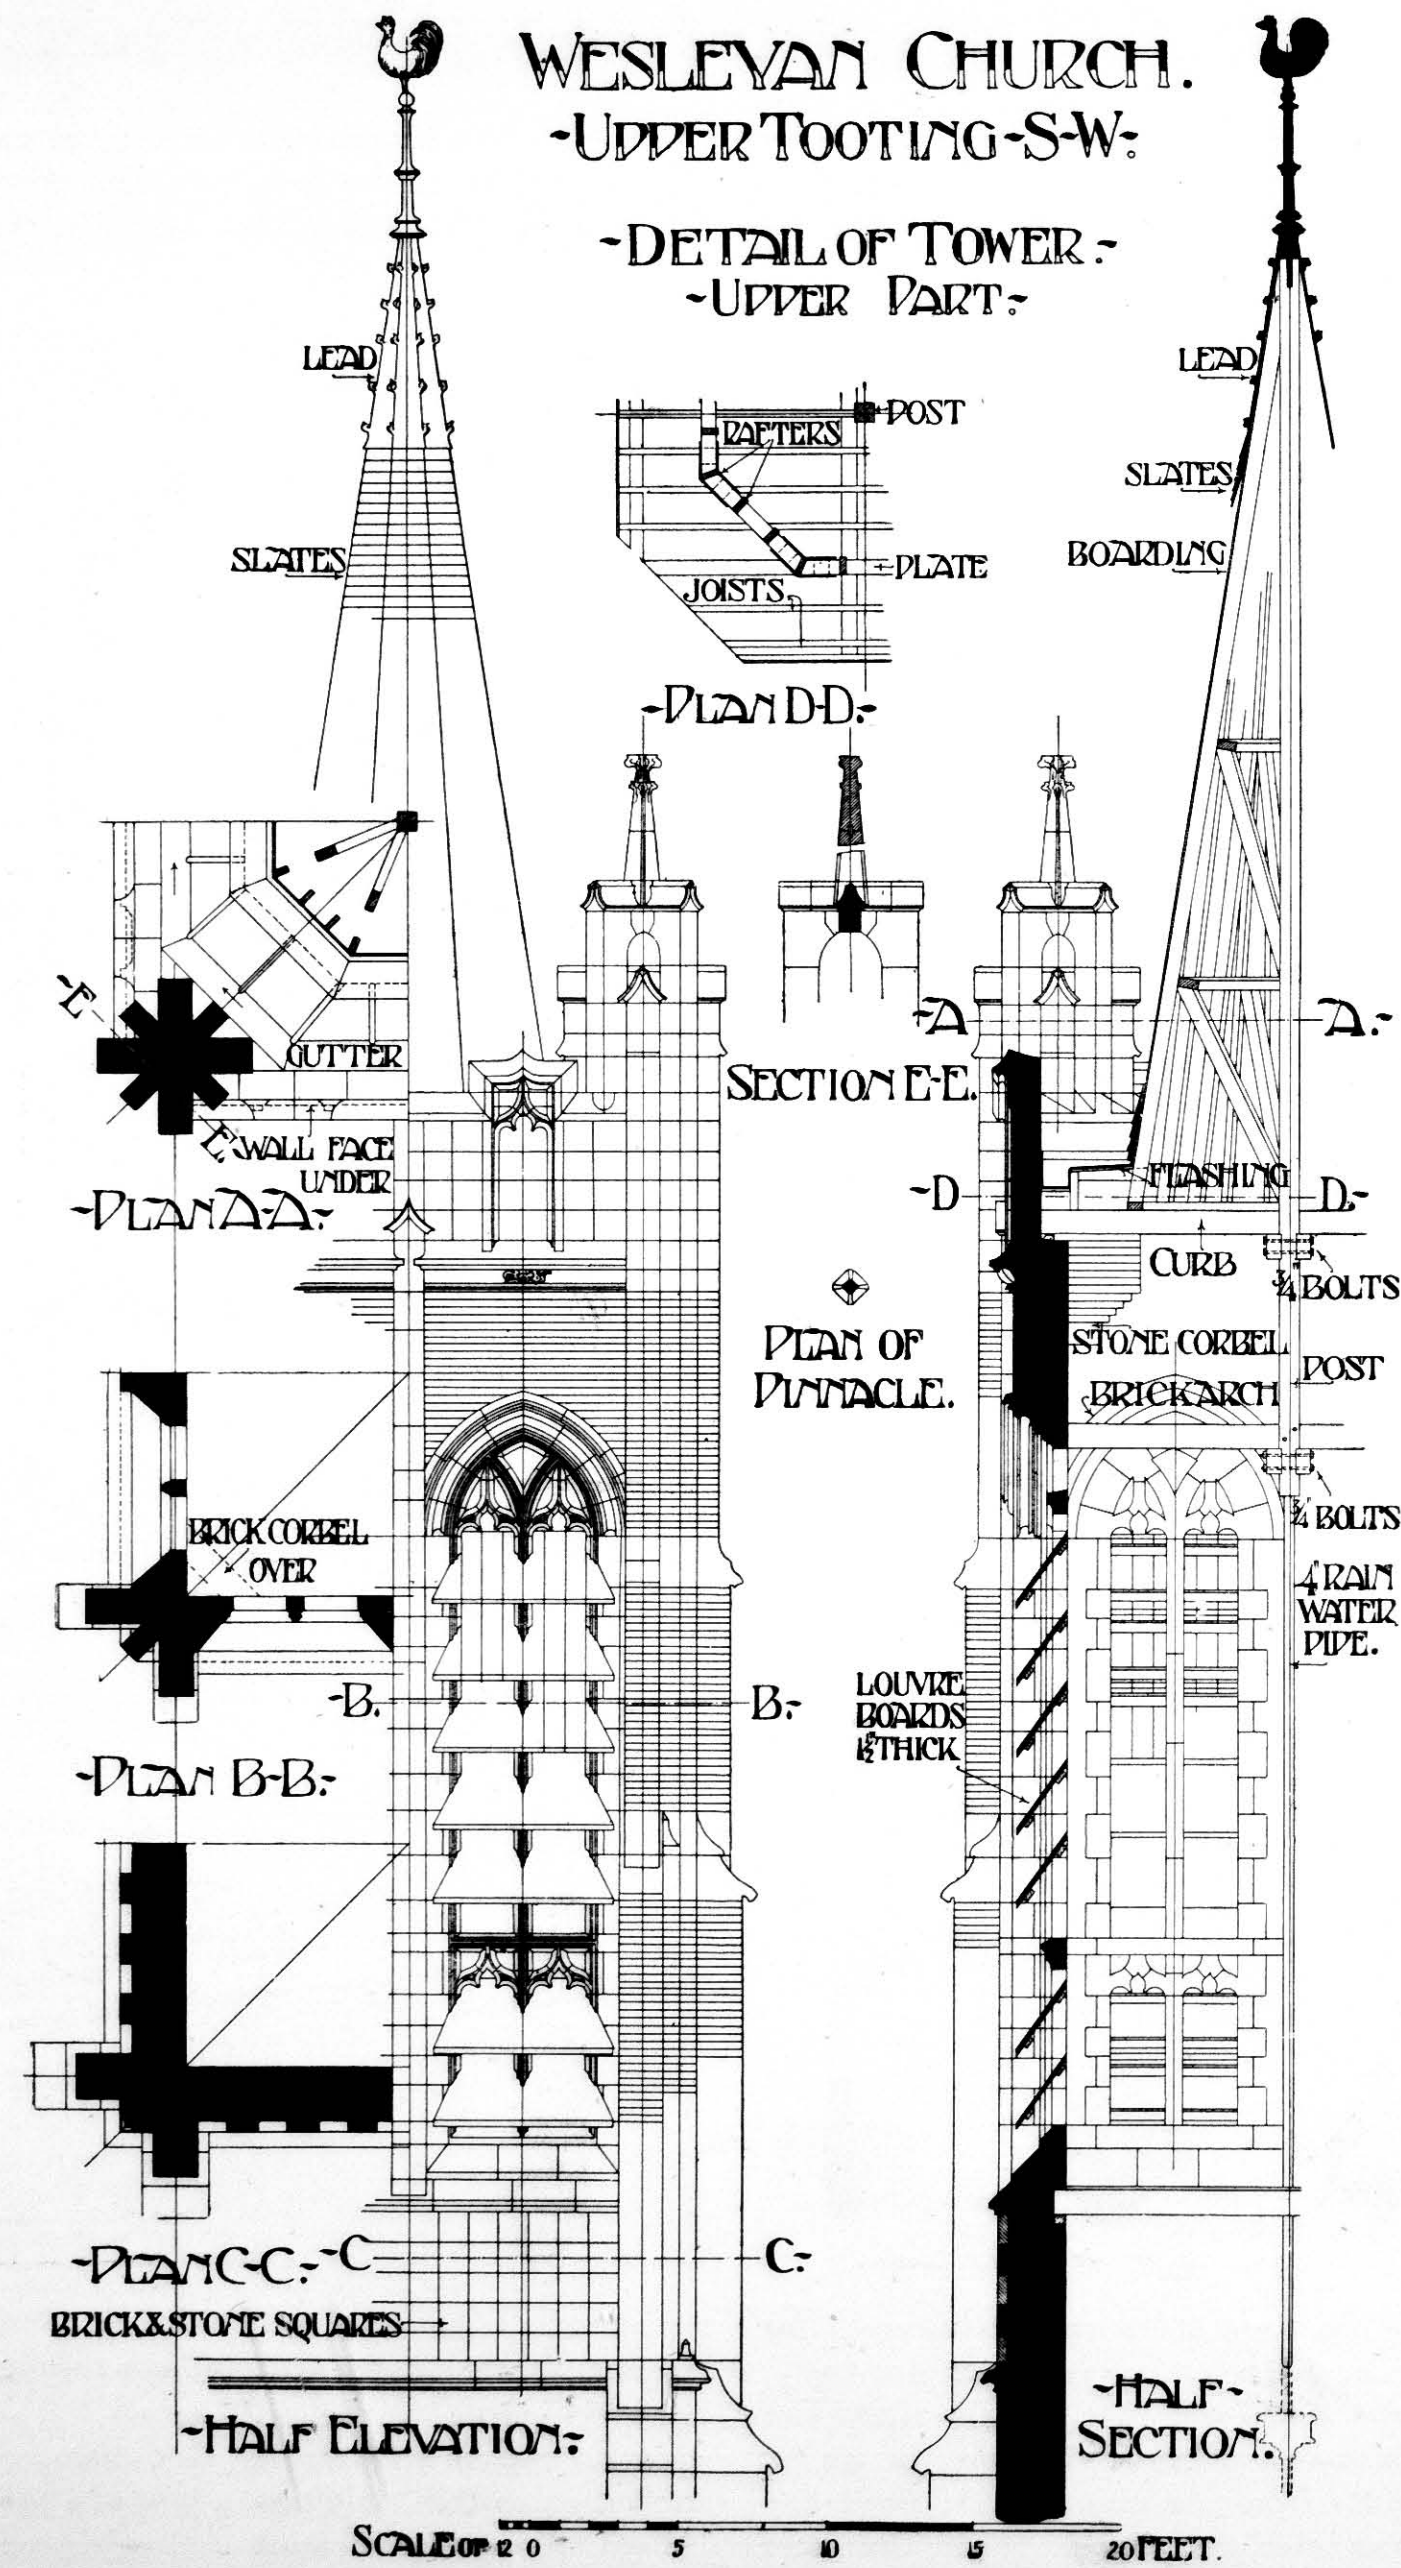 WESLEYAN CHURCH.
-UPPER TOOTING-S-W-
-DETAIL OF TOWER.-
-UPPER PART.-
LEAD
LEAD
POST
RAFTERS
SLATES
SLATES
BOARDING
PLATE
JOISTS.
-PLAN D-D.-
-E
GUTTER
E.
WALL FACE
UNDER
-PLAN A-A.-
-A
A.-
SECTION E-E.
-D
D.-
FLASHING
CURB
3/4" BOLTS
PLAN OF
PINNACLE.
STONE CORBEL
POST
BRICK ARCH
3/4" BOLTS
BRICK CORBEL
OVER
4" RAIN
WATER
PIPE.
-B.
B.-
LOUVRE
BOARDS
1½" THICK
-PLAN B-B.-
-PLAN C-C.-
-C
C.-
BRICK & STONE SQUARES
-HALF ELEVATION.-
-HALF-
SECTION.
SCALE OF 12 0 5 10 15 20 FEET.